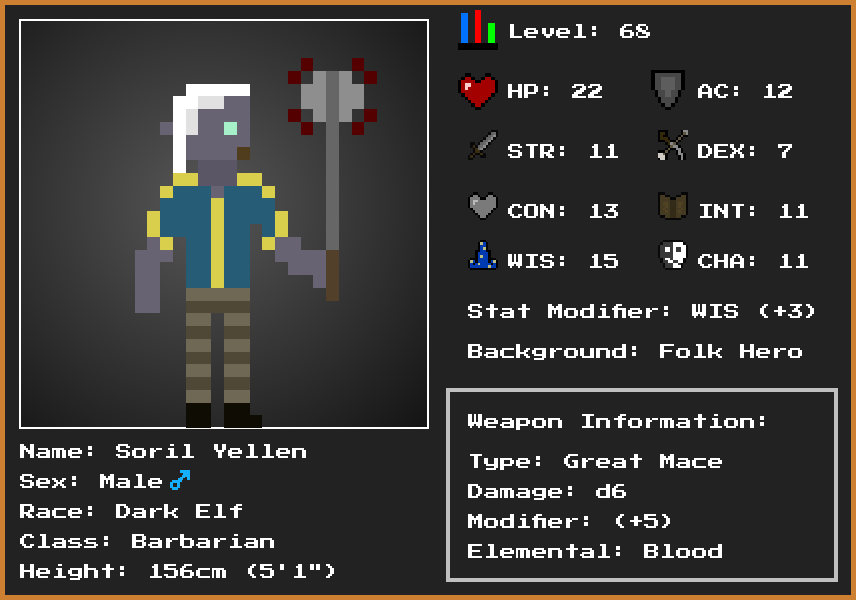 Level: 68
HP: 22
AC: 12
STR: 11
DEX: 7
CON: 13
INT: 11
WIS: 15
CHA: 11
Stat Modifier: WIS (+3)
Background: Folk Hero
Weapon Information:
Type: Great Mace
Damage: d6
Modifier: (+5)
Elemental: Blood
Name: Soril Yellen
Sex: Male♂
Race: Dark Elf
Class: Barbarian
Height: 156cm (5'1")